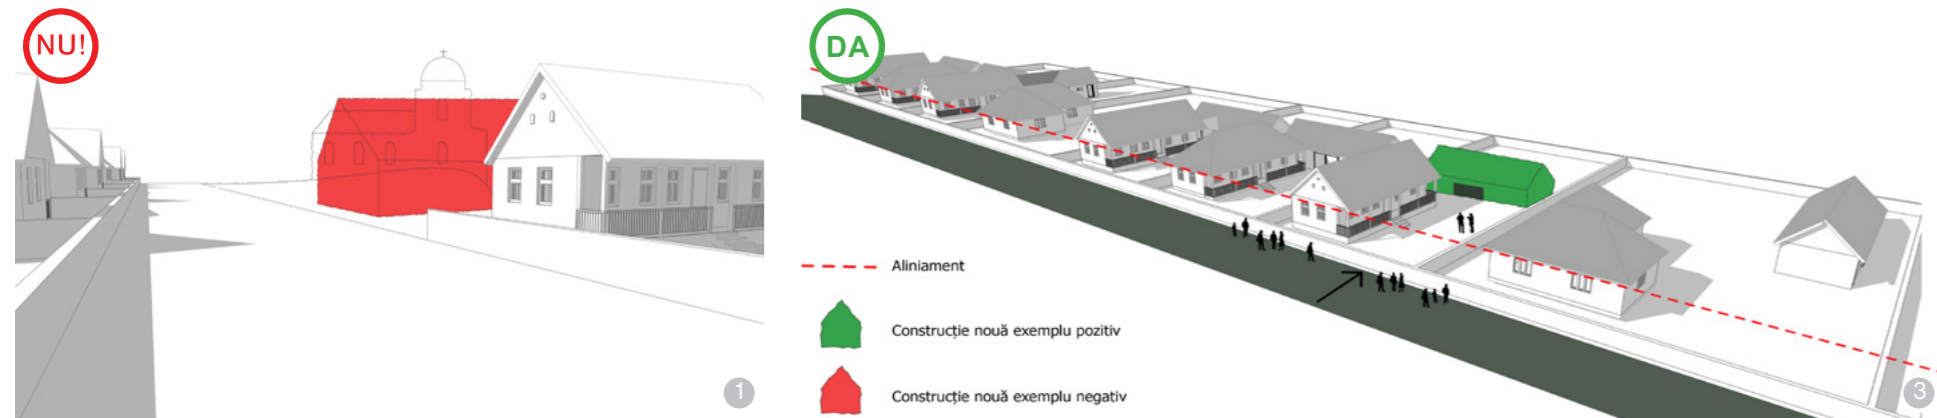 NU!
1
DA
Aliniament
Construcție nouă exemplu pozitiv
Construcție nouă exemplu negativ
3